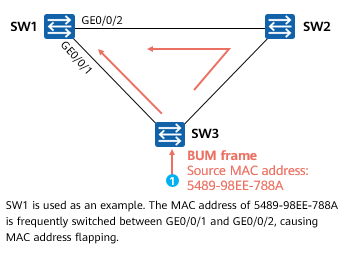 SW1
GE0/0/2
SW2
GE0/0/1
SW3
BUM frame
Source MAC address:
5489-98EE-788A
1
SW1 is used as an example. The MAC address of 5489-98EE-788A
is frequently switched between GE0/0/1 and GE0/0/2, causing
MAC address flapping.